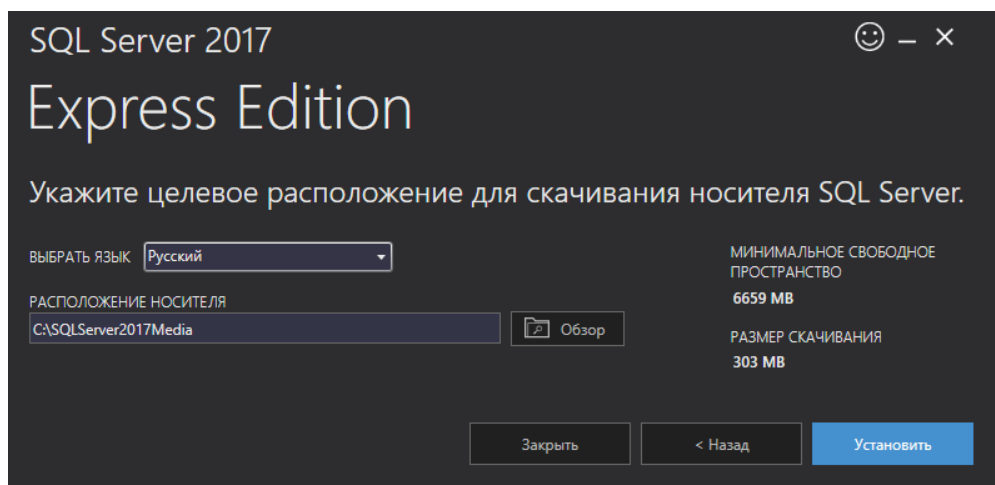 SQL Server 2017
Express Edition
Укажите целевое расположение для скачивания носителя SQL Server.
ВЫБРАТЬ ЯЗЫК Русский
РАСПОЛОЖЕНИЕ НОСИТЕЛЯ
C:\SQLServer2017Media
Обзор
МИНИМАЛЬНОЕ СВОБОДНОЕ
ПРОСТРАНСТВО
6659 MB
РАЗМЕР СКАЧИВАНИЯ
303 MB
Закрыть
< Назад
Установить